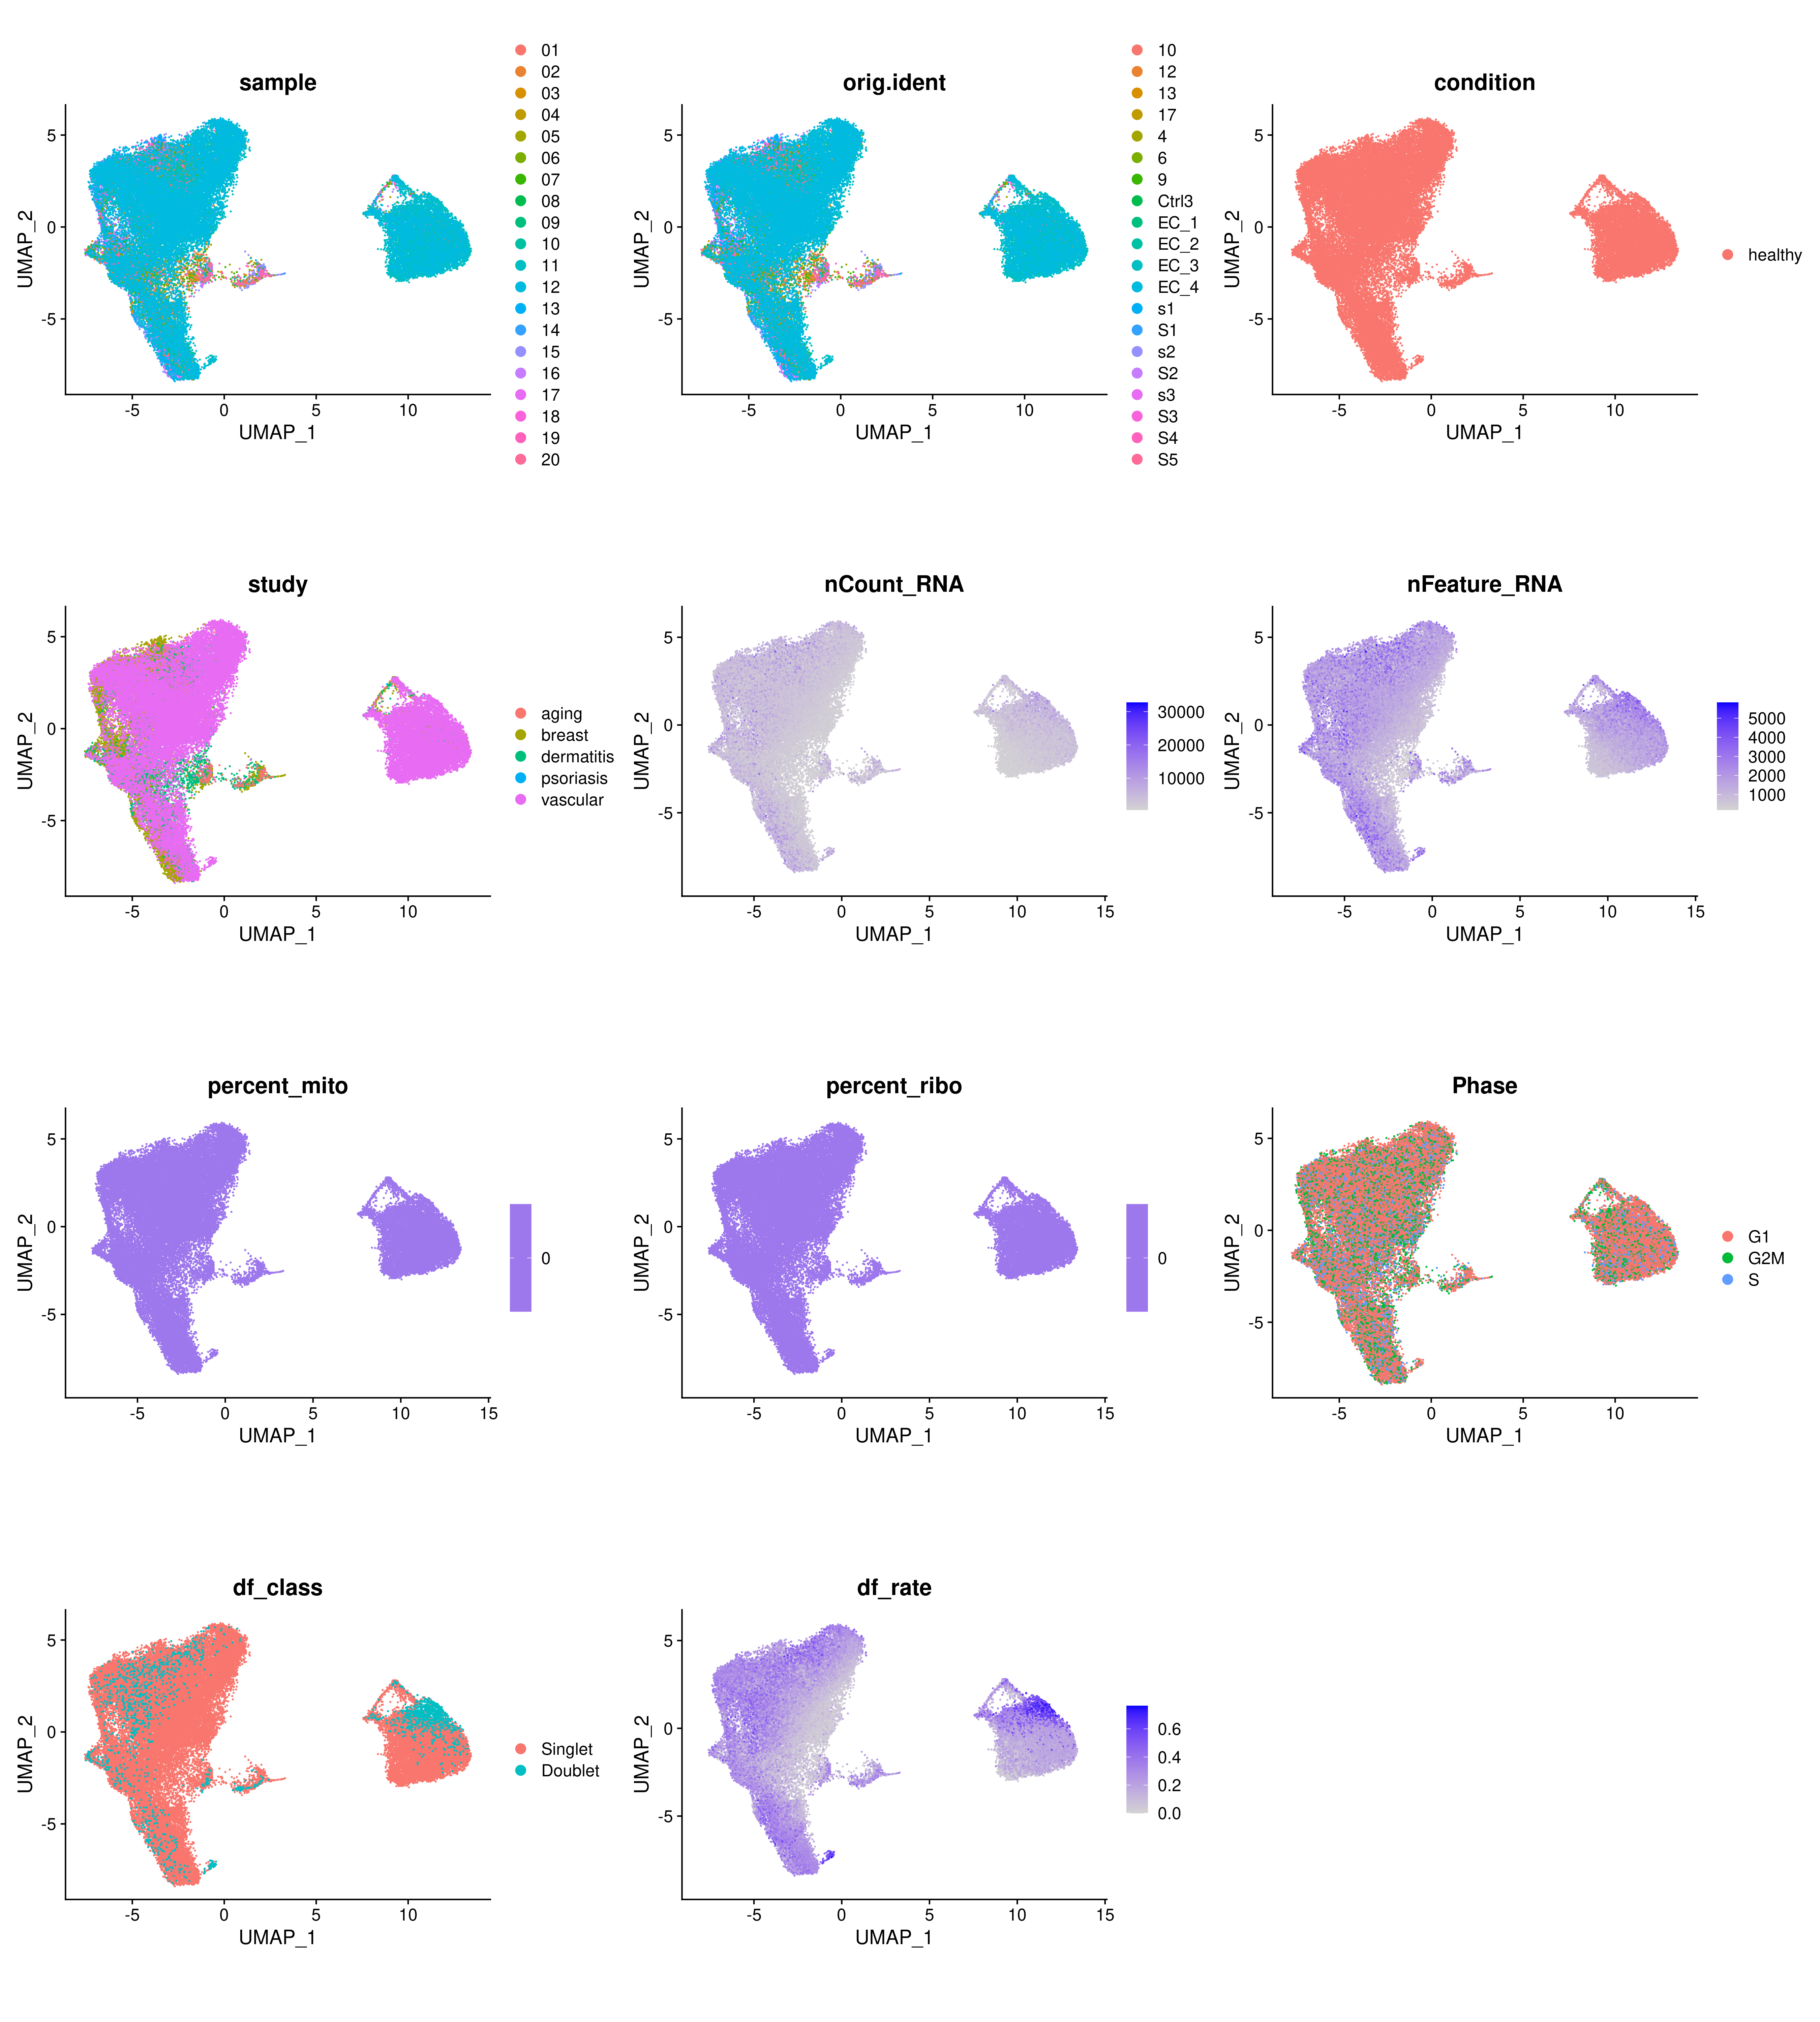 sample
UMAP_2
5
0
-5
-5 0 5 10
UMAP_1
01
02
03
04
05
06
07
08
09
10
11
12
13
14
15
16
17
18
19
20
orig.ident
UMAP_2
5
0
-5
-5 0 5 10
UMAP_1
10
12
13
17
4
6
9
Ctrl3
EC_1
EC_2
EC_3
EC_4
s1
S1
s2
S2
s3
S3
S4
S5
condition
UMAP_2
5
0
-5
-5 0 5 10
UMAP_1
healthy
study
UMAP_2
5
0
-5
-5 0 5 10
UMAP_1
aging
breast
dermatitis
psoriasis
vascular
nCount_RNA
UMAP_2
5
0
-5
-5 0 5 10 15
UMAP_1
30000
20000
10000
nFeature_RNA
UMAP_2
5
0
-5
-5 0 5 10 15
UMAP_1
5000
4000
3000
2000
1000
percent_mito
UMAP_2
5
0
-5
-5 0 5 10 15
UMAP_1
0
percent_ribo
UMAP_2
5
0
-5
-5 0 5 10 15
UMAP_1
0
Phase
UMAP_2
5
0
-5
-5 0 5 10
UMAP_1
G1
G2M
S
df_class
UMAP_2
5
0
-5
-5 0 5 10
UMAP_1
Singlet
Doublet
df_rate
UMAP_2
5
0
-5
-5 0 5 10 15
UMAP_1
0.6
0.4
0.2
0.0